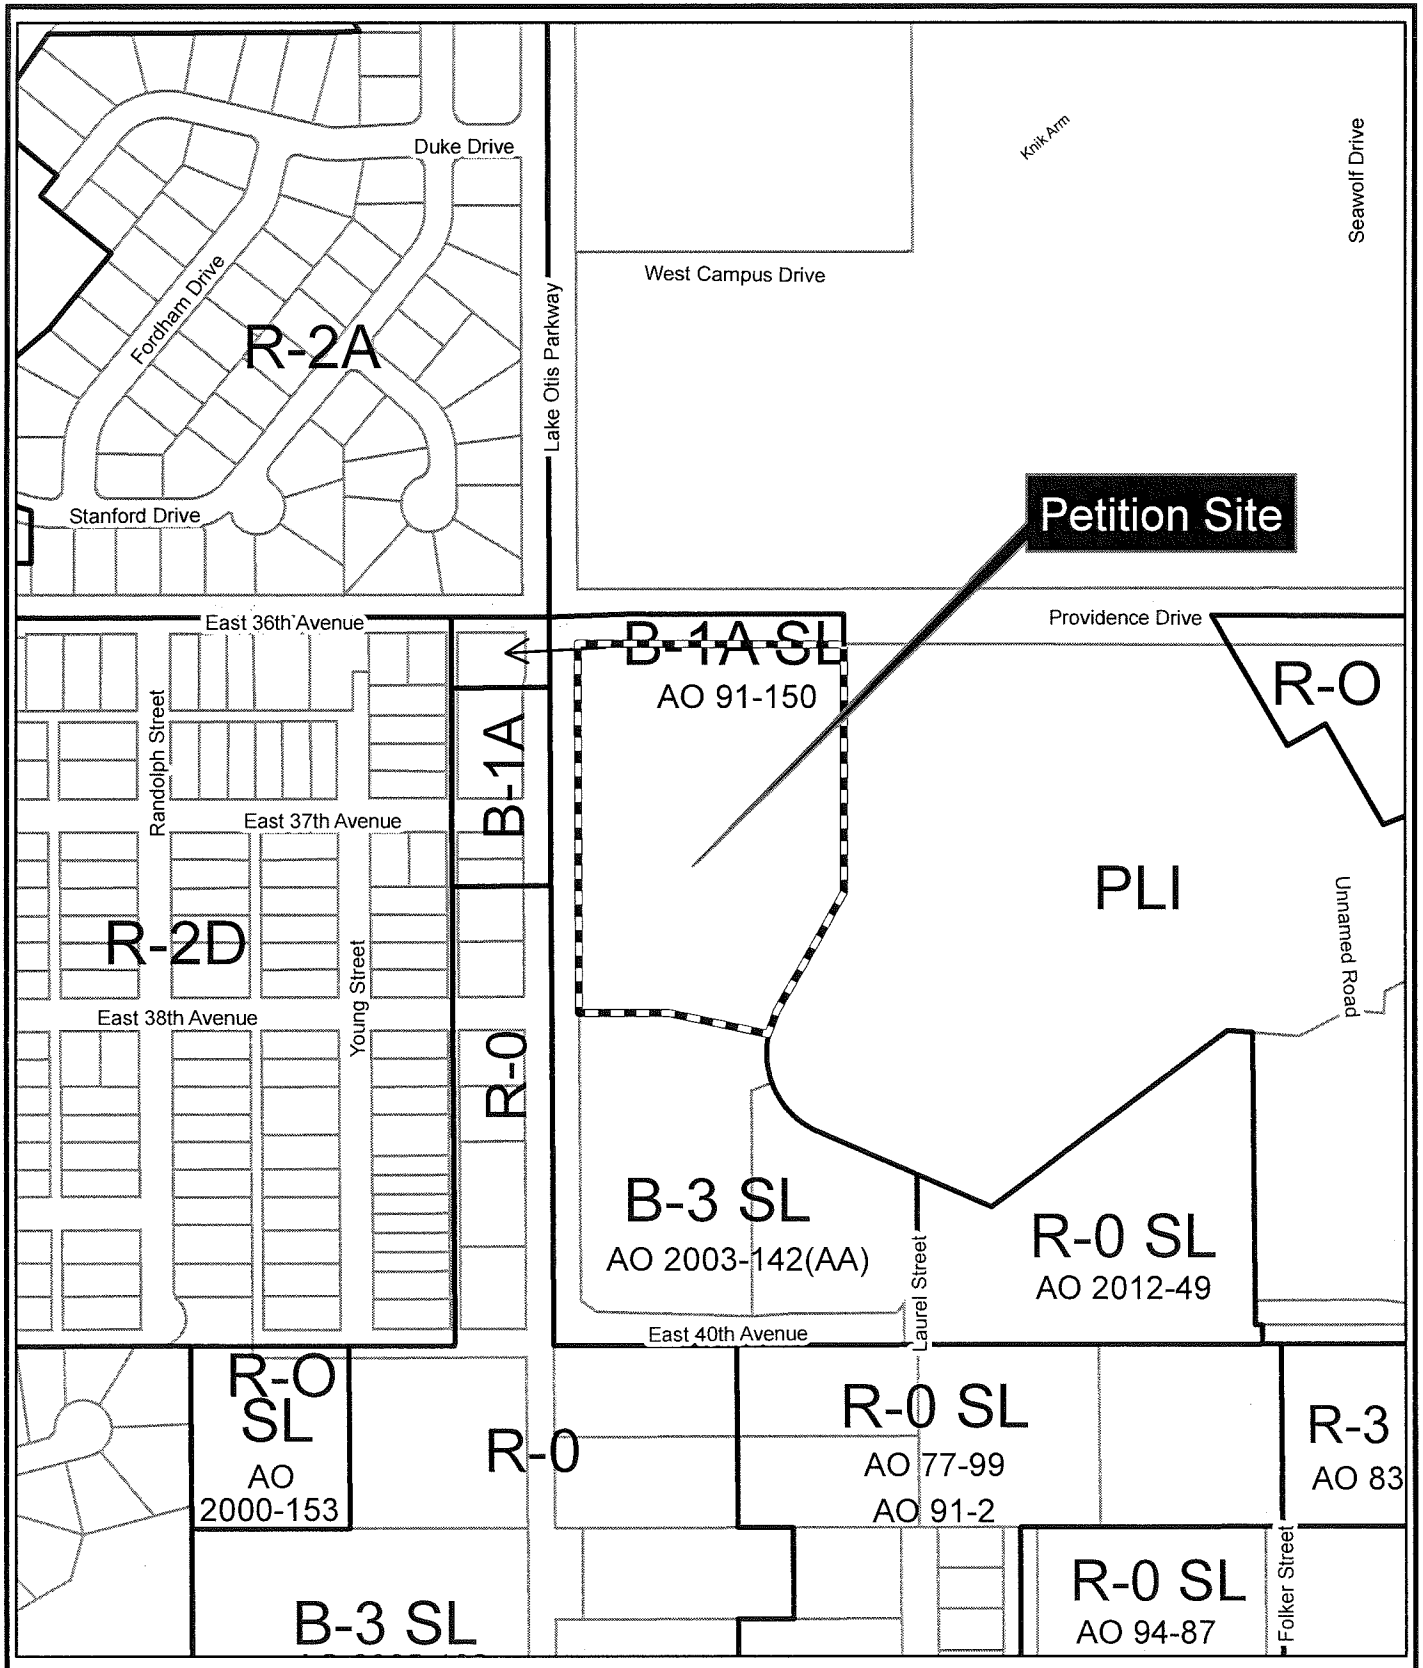 Duke Drive
Knik Arm
Seawolf Drive
Fordham Drive
West Campus Drive
R-2A
Lake Otis Parkway
Stanford Drive
Petition Site
East 36th Avenue
Providence Drive
B-1A SL
AO 91-150
R-O
Randolph Street
B-1A
East 37th Avenue
PLI
Unnamed Road
R-2D
Young Street
East 38th Avenue
R-0
B-3 SL
AO 2003-142(AA)
Laurel Street
R-0 SL
AO 2012-49
East 40th Avenue
R-O
SL
AO
2000-153
R-0
R-0 SL
AO 77-99
AO 91-2
R-3
AO 83
B-3 SL
R-0 SL
AO 94-87
Folker Street